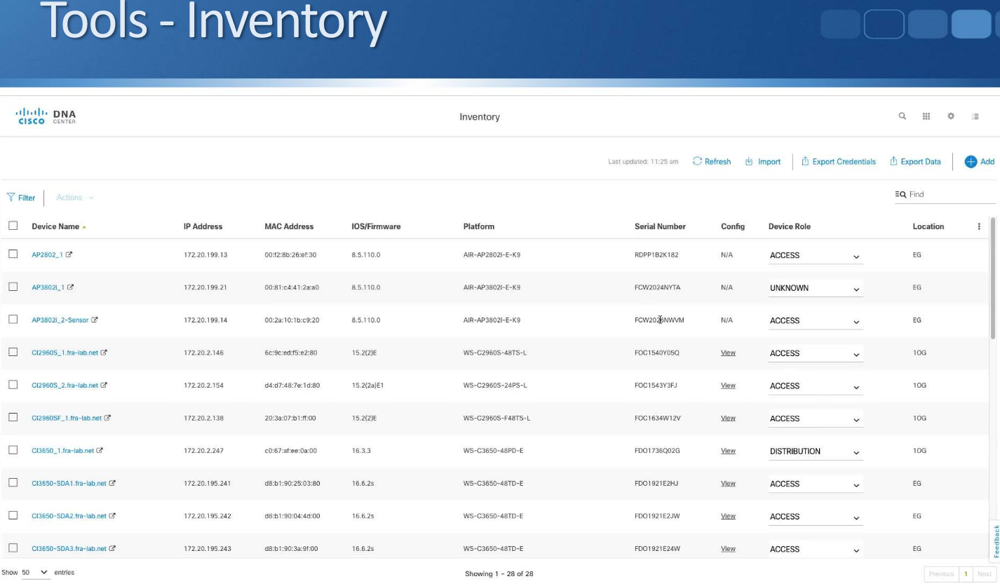 Tools - Inventory
CISCO DNA CENTER
Inventory
Last updated: 11:25 am Refresh Import Export Credentials Export Data Add
Filter Actions Find
Device Name IP Address MAC Address IOS/Firmware Platform Serial Number Config Device Role Location
AP2802_1 172.20.199.13 00:f2:8b:26:ef:30 8.5.110.0 AIR-AP2802I-E-K9 RDPP1B2K182 N/A ACCESS EG
AP3802I_1 172.20.199.21 00:81:c4:41:2a:a0 8.5.110.0 AIR-AP3802I-E-K9 FCW2024NYTA N/A UNKNOWN EG
AP3802I_2-Sensor 172.20.199.14 00:2a:10:1b:c9:20 8.5.110.0 AIR-AP3802I-E-K9 FCW2026NWVM N/A ACCESS EG
CI2960S_1.fra-lab.net 172.20.2.146 6c:9c:ed:f5:e2:80 15.2(2)E WS-C2960S-48TS-L FOC1540Y05Q View ACCESS 1OG
CI2960S_2.fra-lab.net 172.20.2.154 d4:d7:48:7e:1d:80 15.2(2a)E1 WS-C2960S-24PS-L FOC1543Y3FJ View ACCESS 1OG
CI2960SF_1.fra-lab.net 172.20.2.138 20:3a:07:b1:ff:00 15.2(2)E WS-C2960S-F48TS-L FOC1634W12V View ACCESS 1OG
CI3650_1.fra-lab.net 172.20.2.247 c0:67:af:ee:0a:00 16.3.3 WS-C3650-48PD-E FDO1736Q02G View DISTRIBUTION 1OG
CI3650-SDA1.fra-lab.net 172.20.195.241 d8:b1:90:25:03:80 16.6.2s WS-C3650-48TD-E FDO1921E2HJ View ACCESS EG
CI3650-SDA2.fra-lab.net 172.20.195.242 d8:b1:90:04:4d:00 16.6.2s WS-C3650-48TD-E FDO1921E2JW View ACCESS EG
CI3650-SDA3.fra-lab.net 172.20.195.243 d8:b1:90:3a:9f:00 16.6.2s WS-C3650-48TD-E FDO1921E24W View ACCESS EG
Feedback
Show 50 entries Showing 1 - 28 of 28 Previous 1 Next